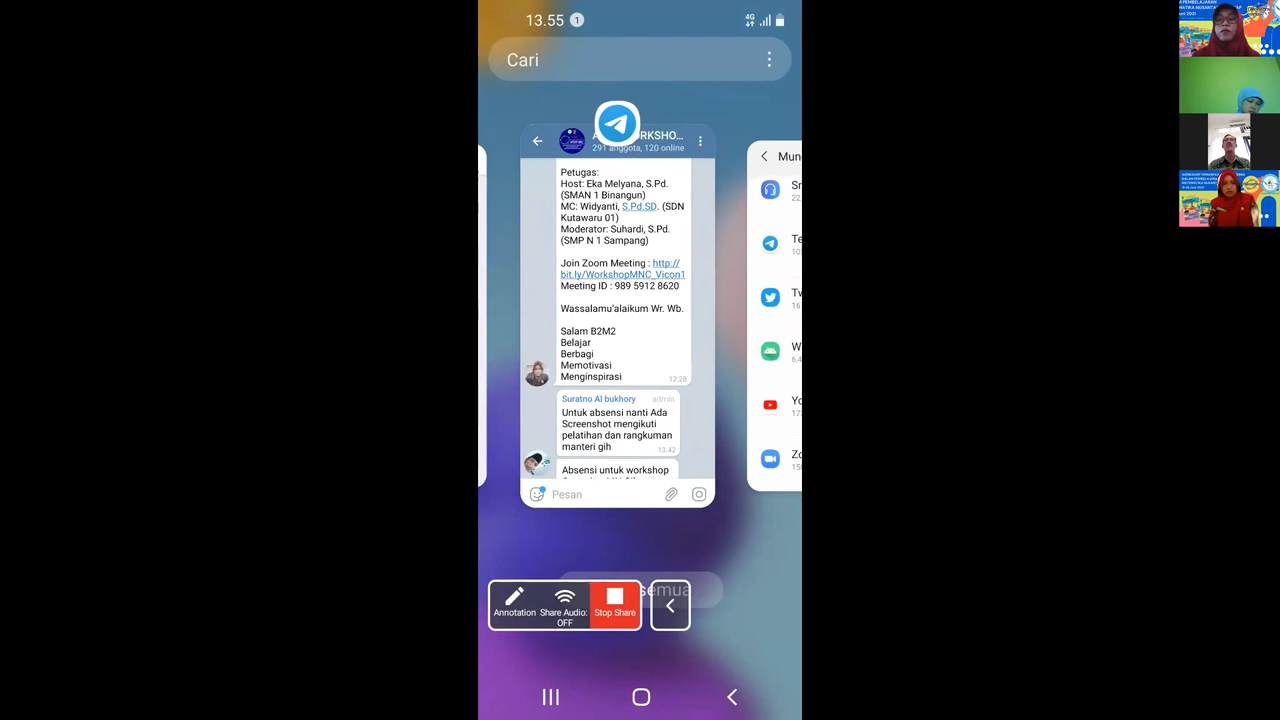 13.55 1
4G
Cari
291 anggota, 120 online
Petugas:
Host: Eka Melyana, S.Pd.
(SMAN 1 Binangun)
MC: Widyanti, S.Pd.SD. (SDN
Kutawaru 01)
Moderator: Suhardi, S.Pd.
(SMP N 1 Sampang)
Join Zoom Meeting : http://
bit.ly/WorkshopMNC_Vicon1
Meeting ID : 989 5912 8620
Wassalamu'alaikum Wr. Wb.
Salam B2M2
Belajar
Berbagi
Memotivasi
Menginspirasi
12:28
Suratno Al bukhory admin
Untuk absensi nanti Ada
Screenshot mengikuti
pelatihan dan rangkuman
manteri gih
13:42
Absensi untuk workshop
Pesan
semua
Annotation
Share Audio:
OFF
Stop Share